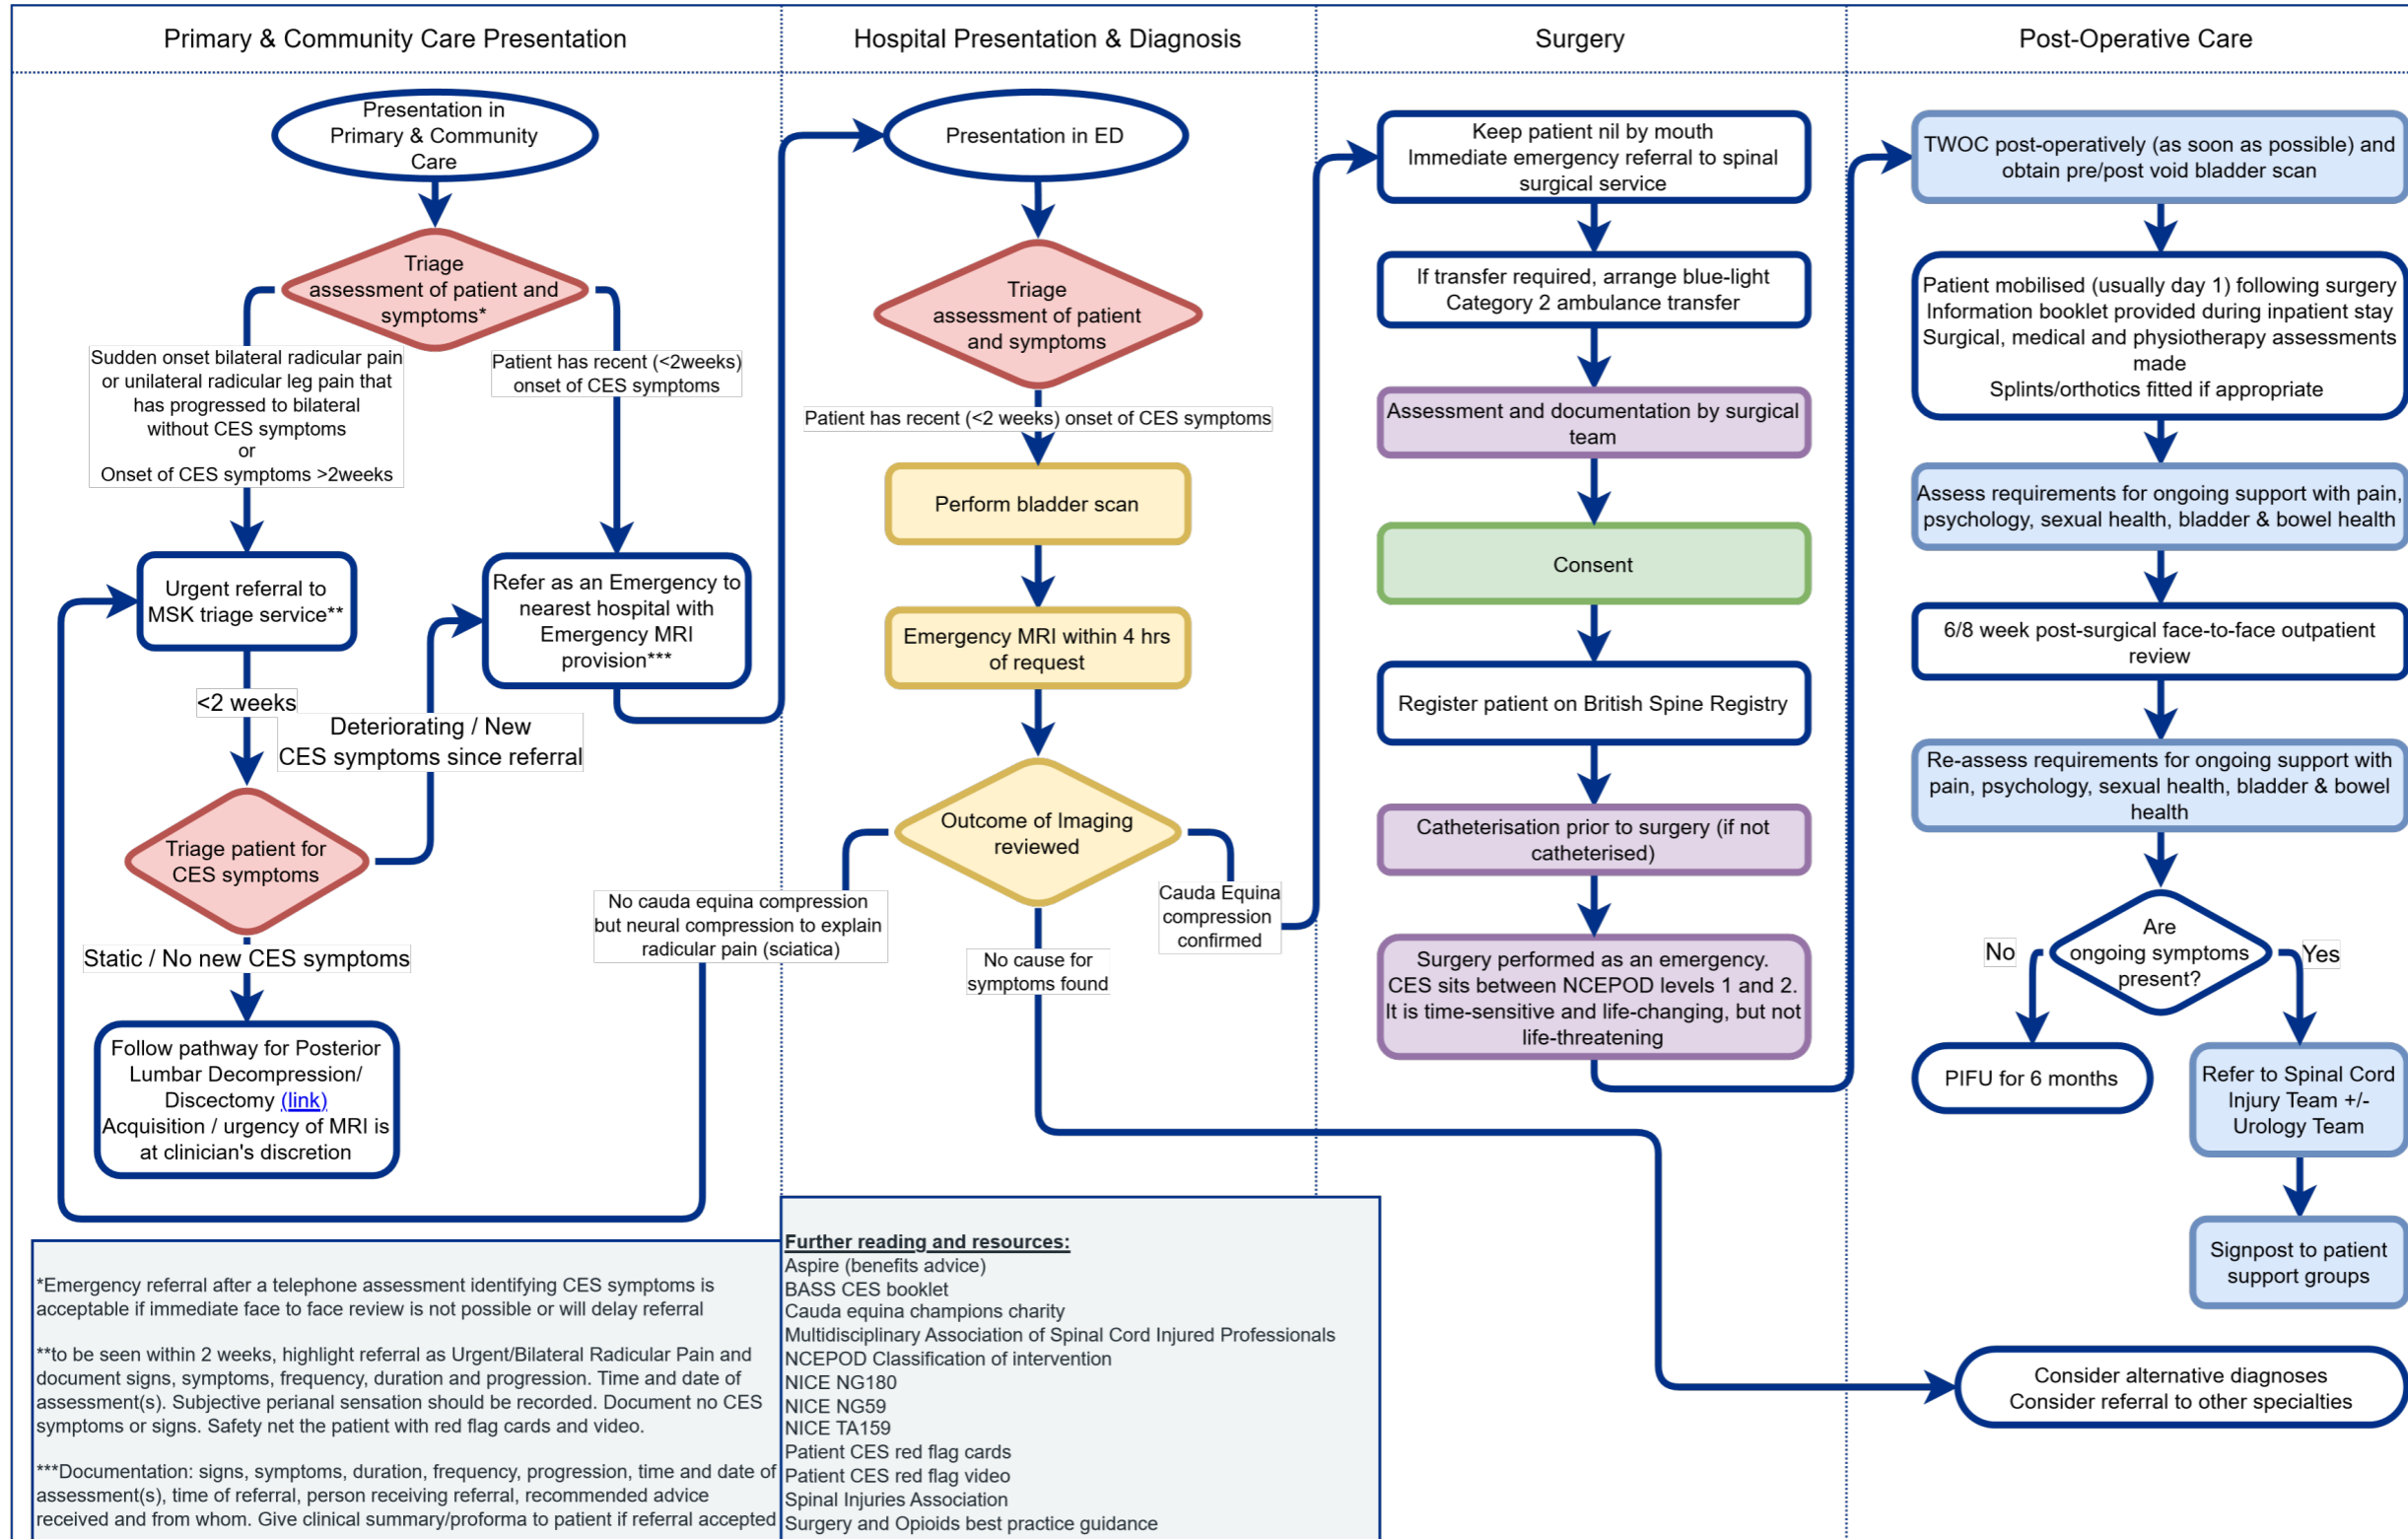 Primary & Community Care Presentation
Hospital Presentation & Diagnosis
Surgery
Post-Operative Care
Presentation in
Primary & Community
Care
Triage
assessment of patient and
symptoms*
Sudden onset bilateral radicular pain
or unilateral radicular leg pain that
has progressed to bilateral
without CES symptoms
or
Onset of CES symptoms >2weeks
Patient has recent (<2weeks)
onset of CES symptoms
Urgent referral to
MSK triage service**
Refer as an Emergency to
nearest hospital with
Emergency MRI
provision***
<2 weeks
Deteriorating / New
CES symptoms since referral
Triage patient for
CES symptoms
Static / No new CES symptoms
Follow pathway for Posterior
Lumbar Decompression/
Discectomy (link)
Acquisition / urgency of MRI is
at clinician's discretion
Presentation in ED
Triage
assessment of patient
and symptoms
Patient has recent (<2 weeks) onset of CES symptoms
Perform bladder scan
Emergency MRI within 4 hrs
of request
Outcome of Imaging
reviewed
No cauda equina compression
but neural compression to explain
radicular pain (sciatica)
No cause for
symptoms found
Cauda Equina
compression
confirmed
Keep patient nil by mouth
Immediate emergency referral to spinal
surgical service
If transfer required, arrange blue-light
Category 2 ambulance transfer
Assessment and documentation by surgical
team
Consent
Register patient on British Spine Registry
Catheterisation prior to surgery (if not
catheterised)
Surgery performed as an emergency.
CES sits between NCEPOD levels 1 and 2.
It is time-sensitive and life-changing, but not
life-threatening
TWOC post-operatively (as soon as possible) and
obtain pre/post void bladder scan
Patient mobilised (usually day 1) following surgery
Information booklet provided during inpatient stay
Surgical, medical and physiotherapy assessments
made
Splints/orthotics fitted if appropriate
Assess requirements for ongoing support with pain,
psychology, sexual health, bladder & bowel health
6/8 week post-surgical face-to-face outpatient
review
Re-assess requirements for ongoing support with
pain, psychology, sexual health, bladder & bowel
health
Are
ongoing symptoms
present?
No
Yes
PIFU for 6 months
Refer to Spinal Cord
Injury Team +/-
Urology Team
Signpost to patient
support groups
Consider alternative diagnoses
Consider referral to other specialties
*Emergency referral after a telephone assessment identifying CES symptoms is
acceptable if immediate face to face review is not possible or will delay referral
**to be seen within 2 weeks, highlight referral as Urgent/Bilateral Radicular Pain and
document signs, symptoms, frequency, duration and progression. Time and date of
assessment(s). Subjective perianal sensation should be recorded. Document no CES
symptoms or signs. Safety net the patient with red flag cards and video.
***Documentation: signs, symptoms, duration, frequency, progression, time and date of
assessment(s), time of referral, person receiving referral, recommended advice
received and from whom. Give clinical summary/proforma to patient if referral accepted
Further reading and resources:
Aspire (benefits advice)
BASS CES booklet
Cauda equina champions charity
Multidisciplinary Association of Spinal Cord Injured Professionals
NCEPOD Classification of intervention
NICE NG180
NICE NG59
NICE TA159
Patient CES red flag cards
Patient CES red flag video
Spinal Injuries Association
Surgery and Opioids best practice guidance